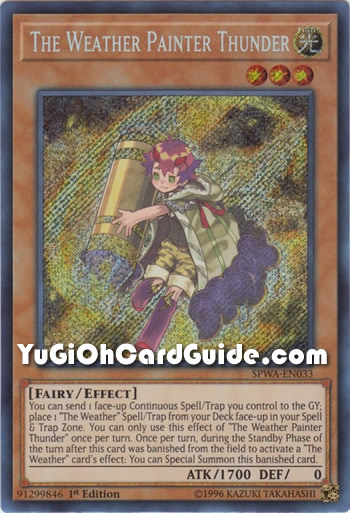 THE WEATHER PAINTER THUNDER
光
YuGiOhCardGuide.com
SPWA-EN033
[FAIRY/EFFECT]
You can send 1 face-up Continuous Spell/Trap you control to the GY;
place 1 "The Weather" Spell/Trap from your Deck face-up in your Spell
& Trap Zone. You can only use this effect of "The Weather Painter
Thunder" once per turn. Once per turn, during the Standby Phase of
the turn after this card was banished from the field to activate a "The
Weather" card's effect: You can Special Summon this banished card.
ATK/1700 DEF/ 0
91299846 1st Edition ©1996 KAZUKI TAKAHASHI